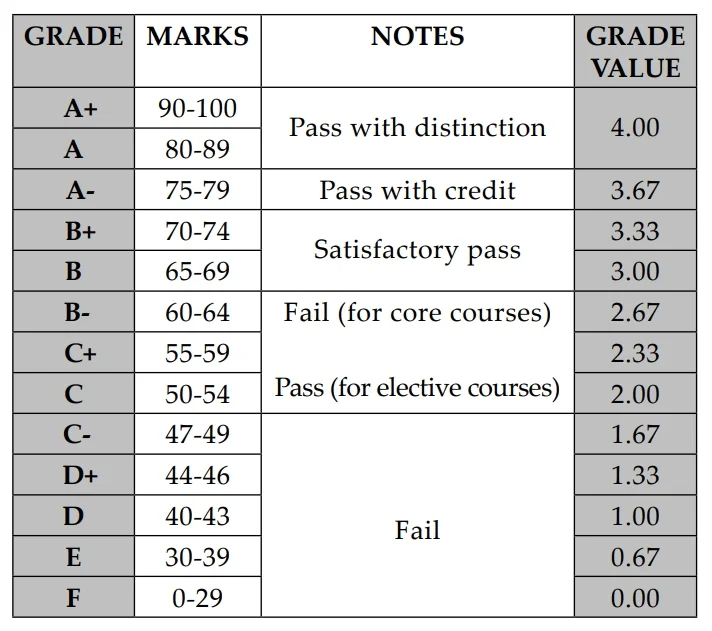 GRADE MARKS NOTES GRADE
VALUE
A+ 90-100
Pass with distinction 4.00
A 80-89
A- 75-79 Pass with credit 3.67
B+ 70-74 3.33
Satisfactory pass
B 65-69 3.00
B- 60-64 Fail (for core courses) 2.67
C+ 55-59 2.33
C 50-54 Pass (for elective courses) 2.00
C- 47-49 1.67
D+ 44-46 1.33
D 40-43 1.00
Fail
E 30-39 0.67
F 0-29 0.00